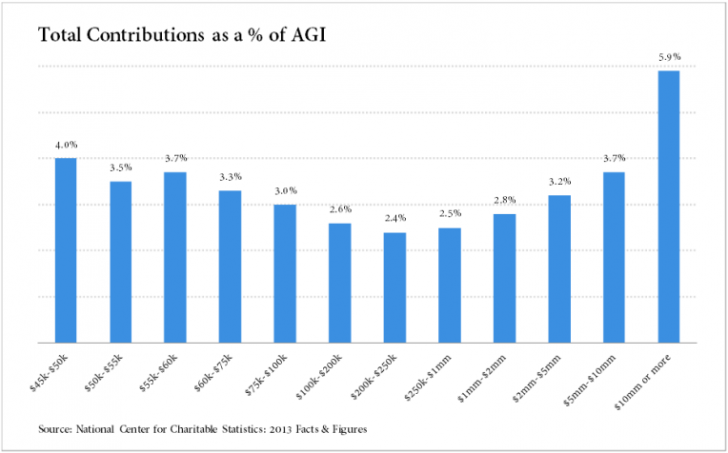 Total Contributions as a % of AGI
5.9%
4.0%
3.5%
3.7%
3.3%
3.0%
2.6%
2.4%
2.5%
2.8%
3.2%
3.7%
$45k-$50k
$50k-$55k
$55k-$60k
$60k-$75k
$75k-$100k
$100k-$200k
$200k-$250k
$250k-$1mm
$1mm-$2mm
$2mm-$5mm
$5mm-$10mm
$10mm or more
Source: National Center for Charitable Statistics: 2013 Facts & Figures